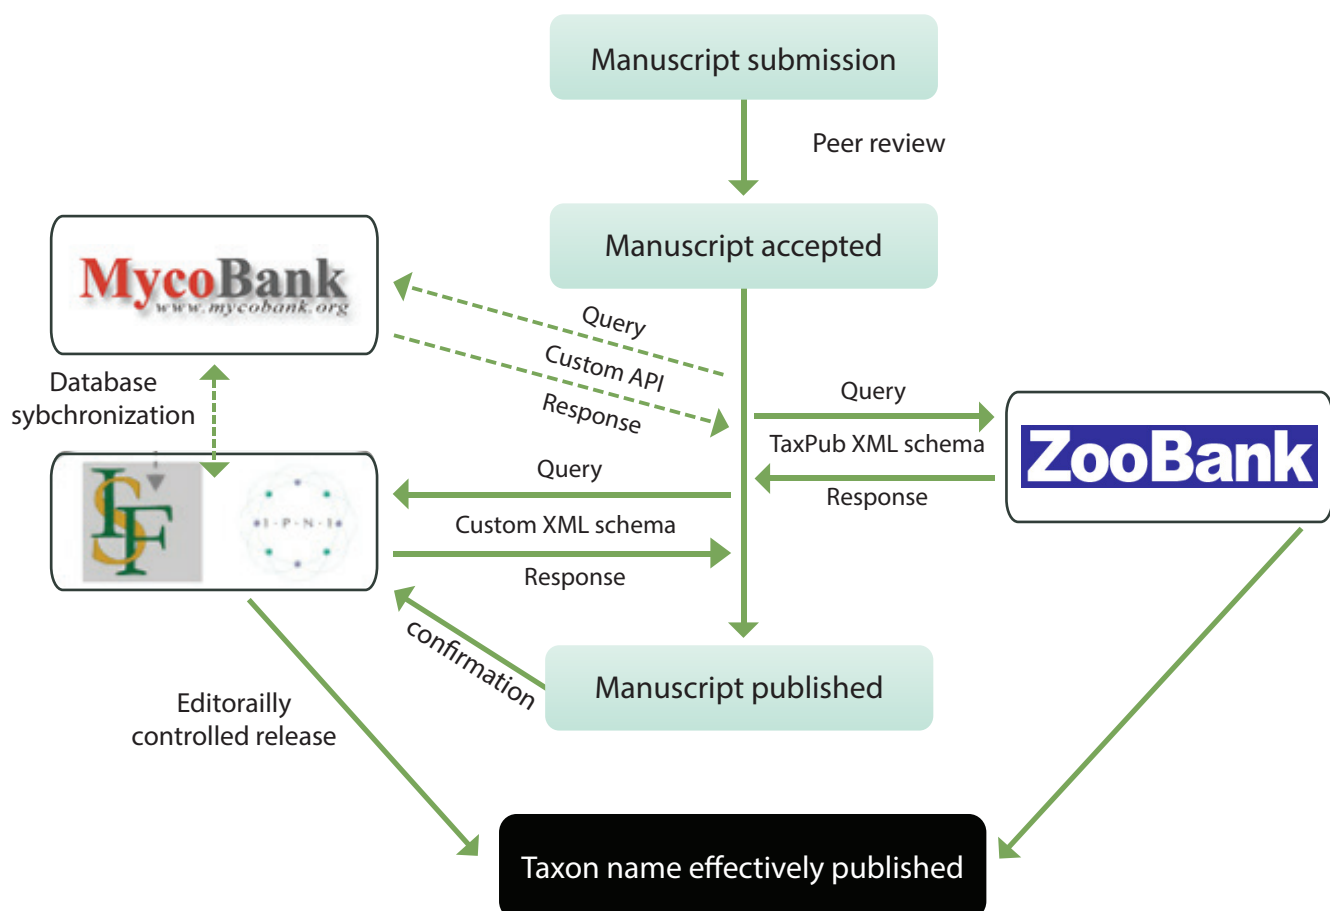 Manuscript submission
Peer review
Manuscript accepted
MycoBank
www.mycobank.org
Query
Custom API
Response
Database
sybchronization
Query
TaxPub XML schema
Response
ZooBank
ISF
I-P-N-I
Query
Custom XML schema
Response
confirmation
Manuscript published
Editorailly
controlled release
Taxon name effectively published